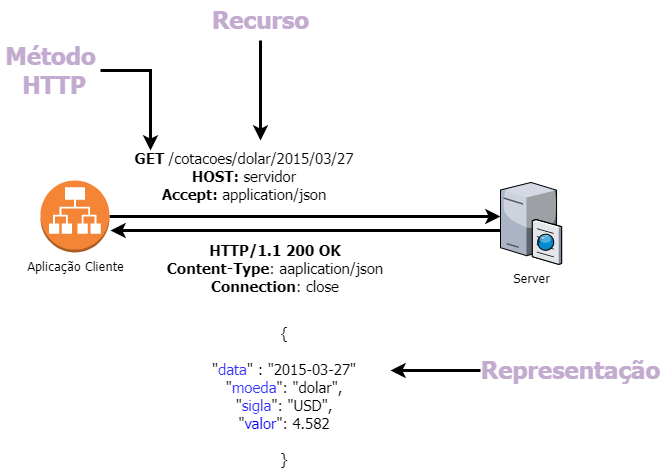 Recurso
Método
HTTP
GET /cotacoes/dolar/2015/03/27
HOST: servidor
Accept: application/json
Aplicação Cliente
Server
HTTP/1.1 200 OK
Content-Type: aaplication/json
Connection: close
{
"data" : "2015-03-27"
"moeda": "dolar",
"sigla": "USD",
"valor": 4.582
}
Representação